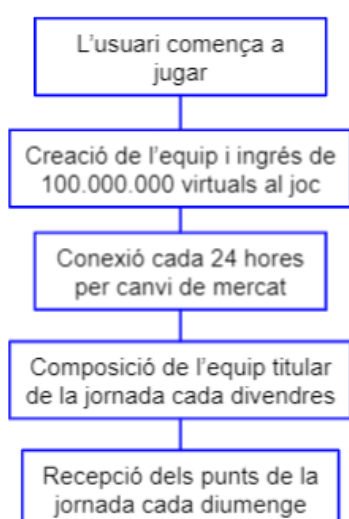 L'usuari comença a
jugar
Creació de l'equip i ingrés de
100.000.000 virtuals al joc
Conexió cada 24 hores
per canvi de mercat
Composició de l'equip titular
de la jornada cada divendres
Recepció dels punts de la
jornada cada diumenge